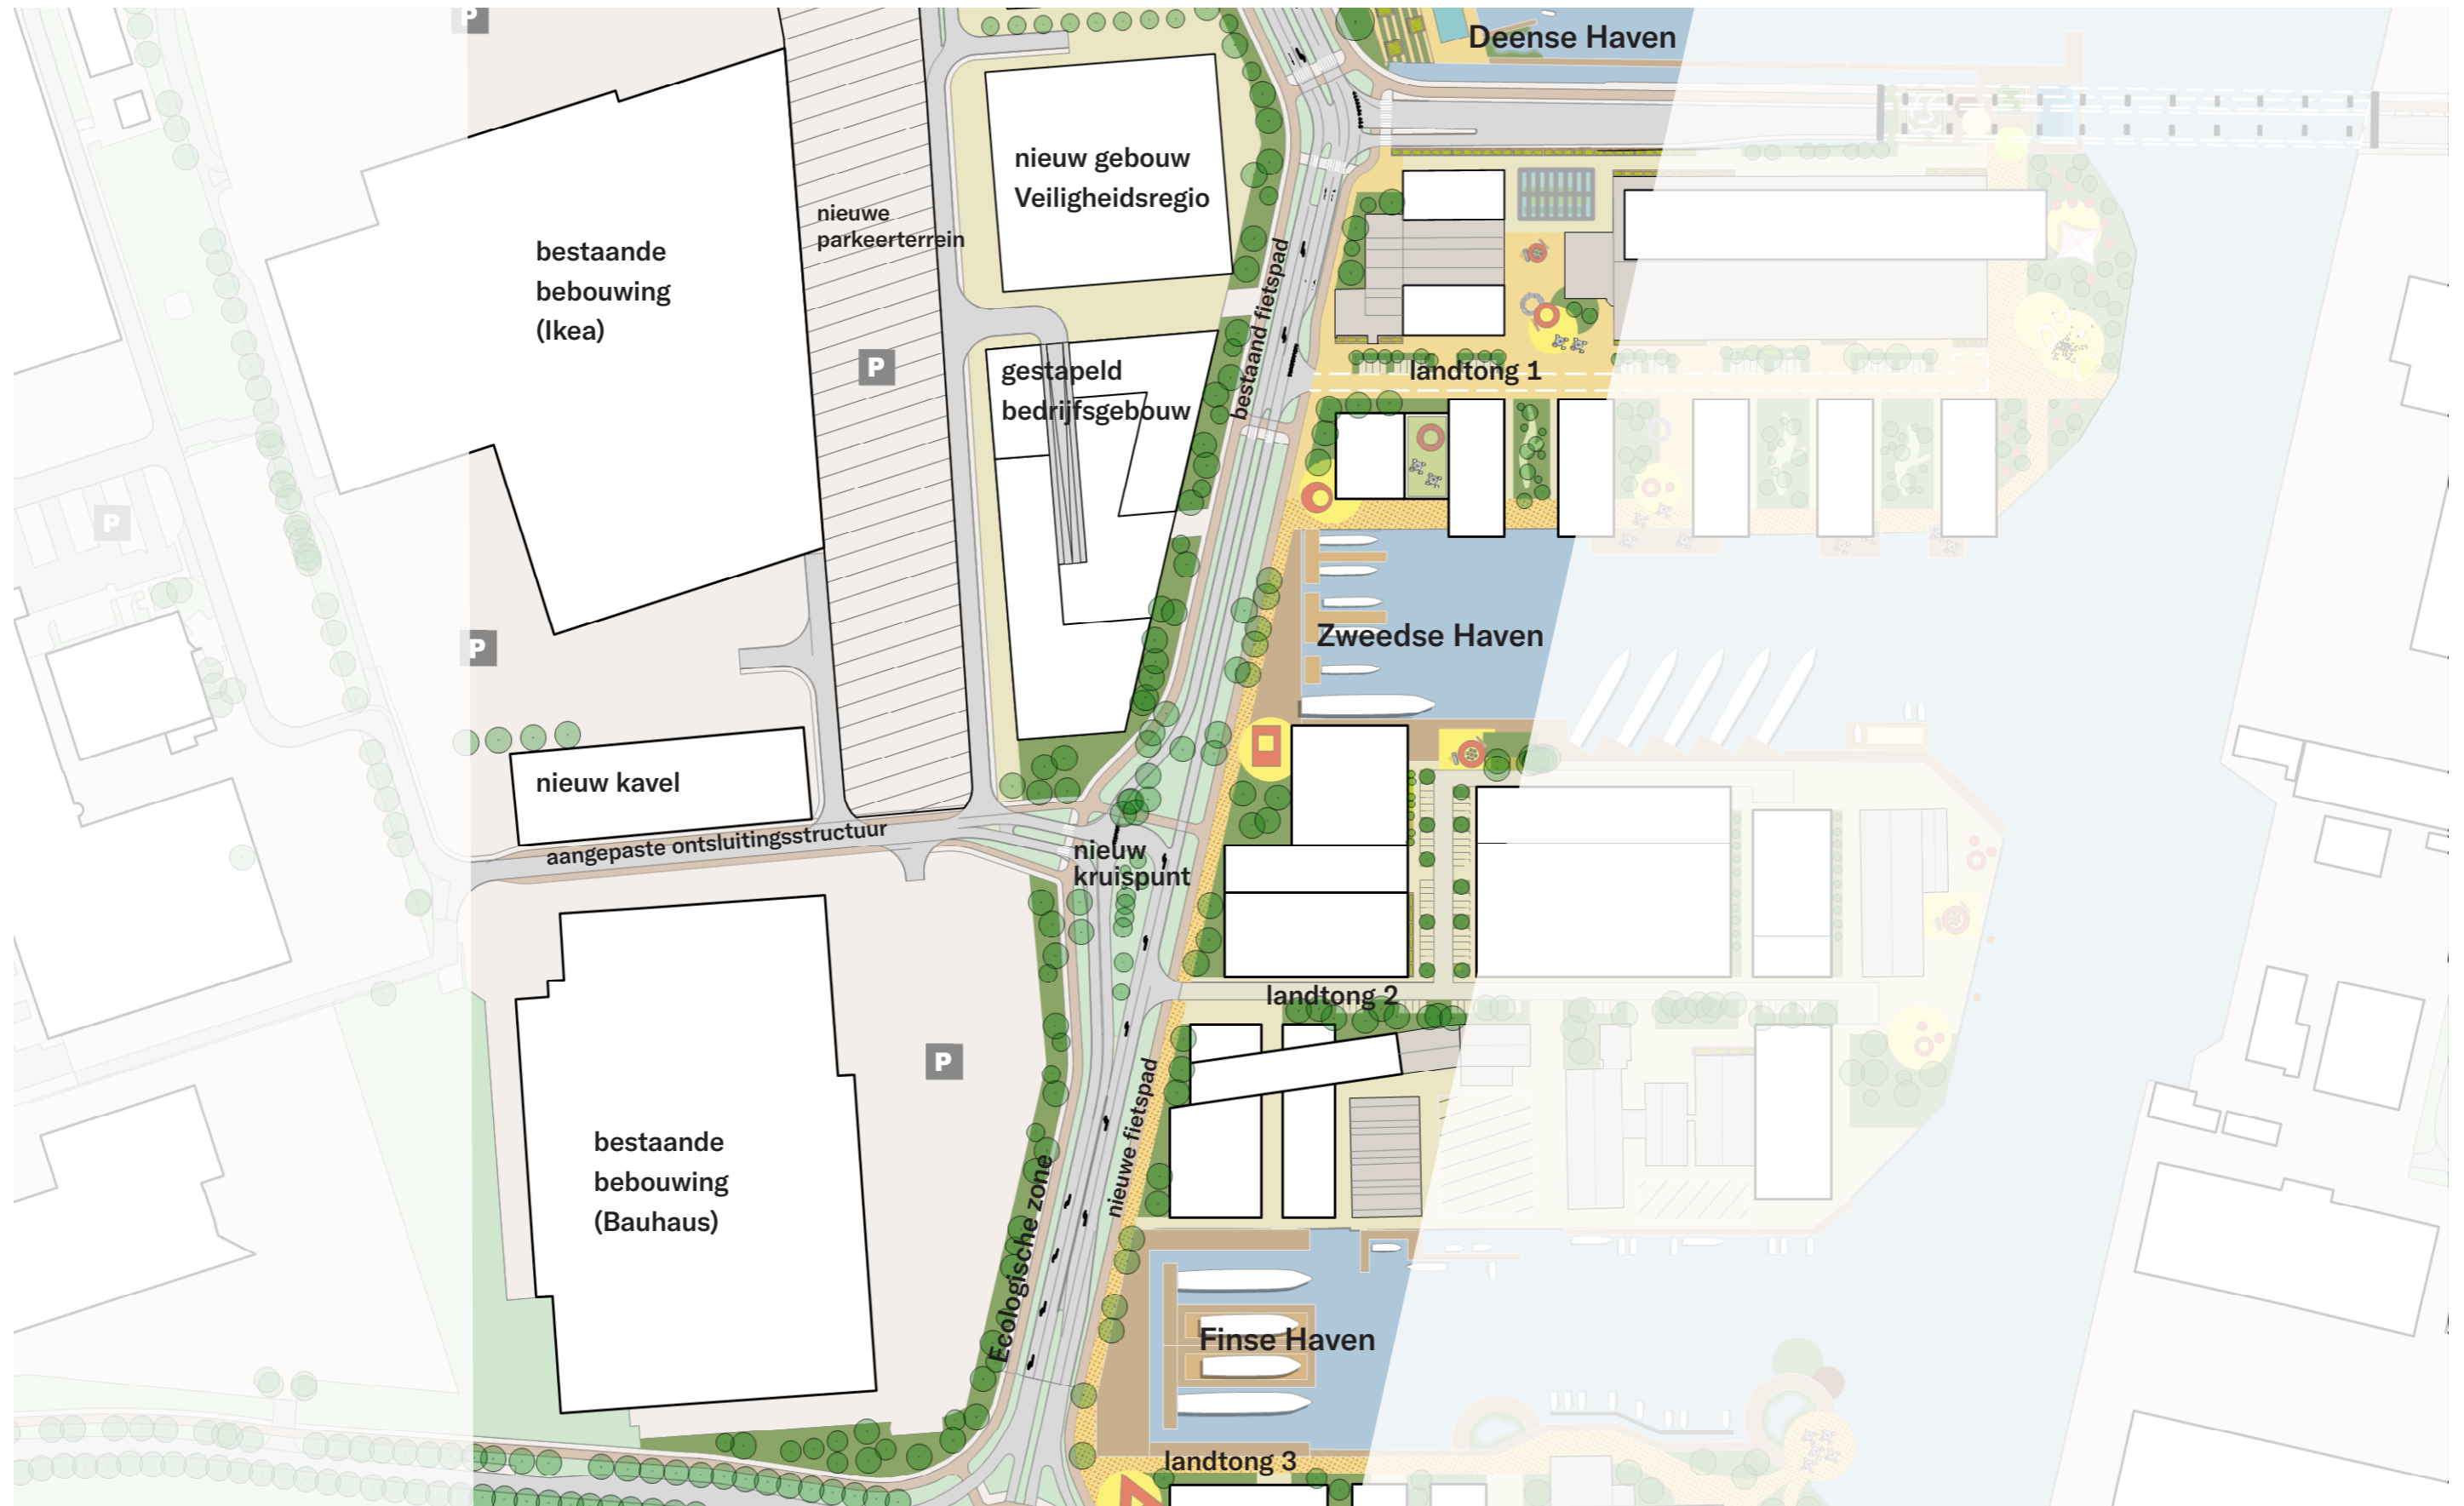 P
Deense Haven
nieuw gebouw
Veiligheidsregio
nieuwe
parkeerterrein
bestaande
bebouwing
(Ikea)
bestaand fietspad
P
gestapeld
bedrijfsgebouw
landtong 1
P
Zweedse Haven
P
nieuw kavel
aangepaste ontsluitingsstructuur
nieuw
kruispunt
landtong 2
P
nieuwe fietspad
bestaande
bebouwing
(Bauhaus)
Ecologische zone
Finse Haven
landtong 3